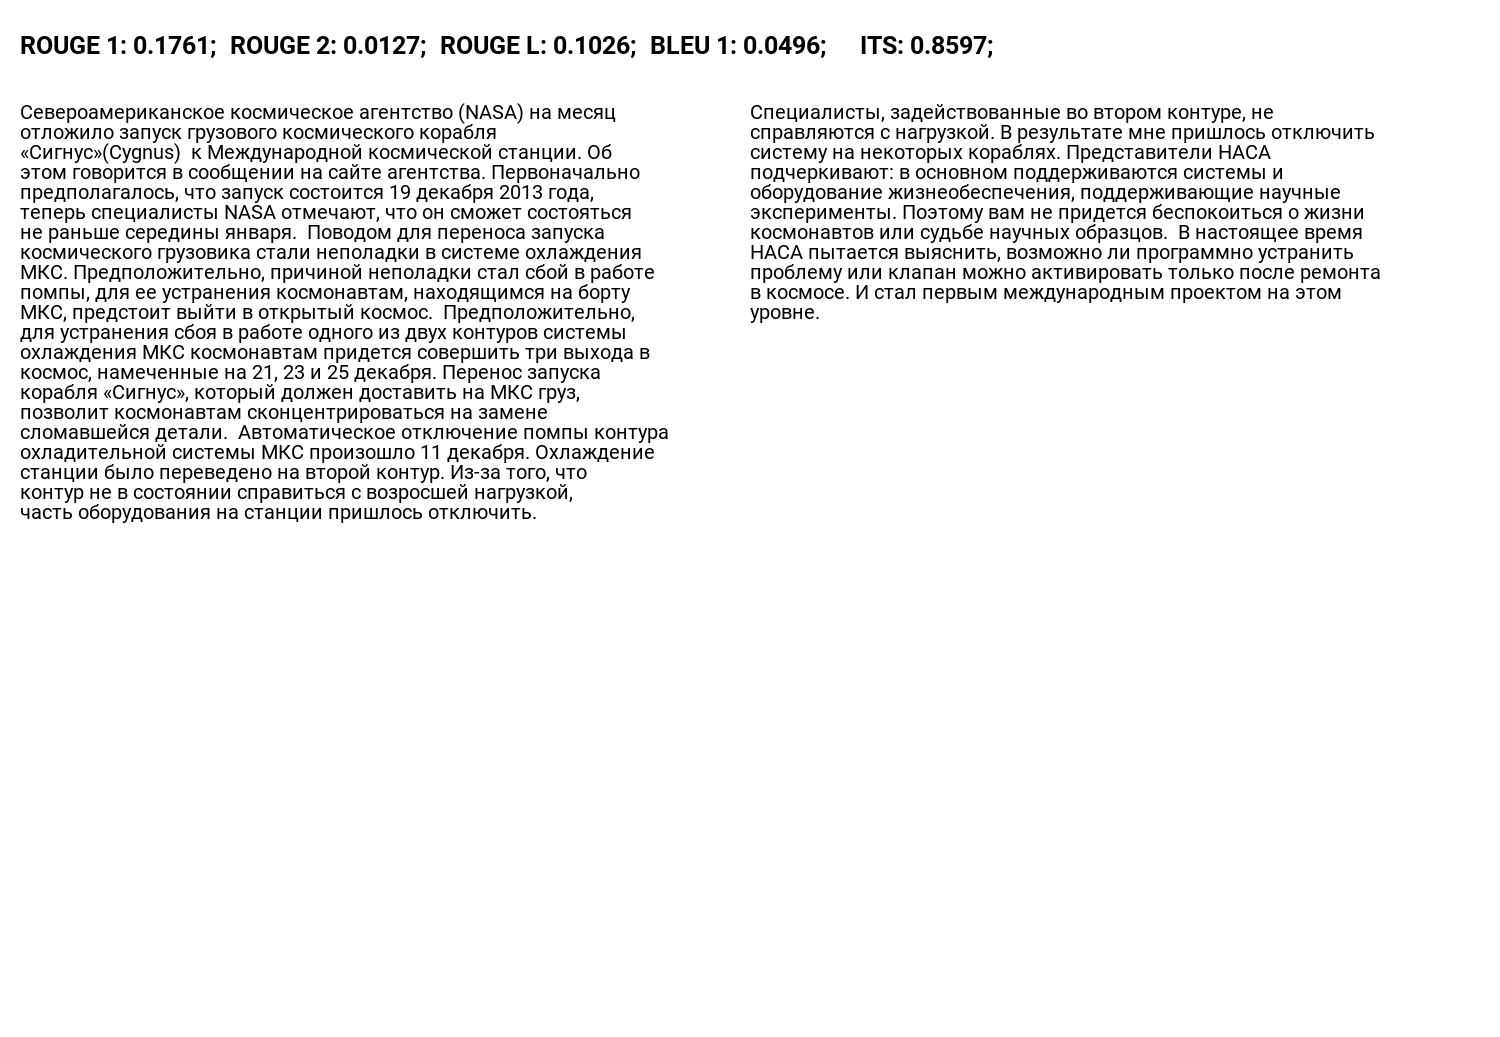 ROUGE 1: 0.1761;  ROUGE 2: 0.0127;  ROUGE L: 0.1026;  BLEU 1: 0.0496;     ITS: 0.8597;
Североамериканское космическое агентство (NASA) на месяц
отложило запуск грузового космического корабля
«Сигнус»(Cygnus)  к Международной космической станции. Об
этом говорится в сообщении на сайте агентства. Первоначально
предполагалось, что запуск состоится 19 декабря 2013 года,
теперь специалисты NASA отмечают, что он сможет состояться
не раньше середины января.  Поводом для переноса запуска
космического грузовика стали неполадки в системе охлаждения
МКС. Предположительно, причиной неполадки стал сбой в работе
помпы, для ее устранения космонавтам, находящимся на борту
МКС, предстоит выйти в открытый космос.  Предположительно,
для устранения сбоя в работе одного из двух контуров системы
охлаждения МКС космонавтам придется совершить три выхода в
космос, намеченные на 21, 23 и 25 декабря. Перенос запуска
корабля «Сигнус», который должен доставить на МКС груз,
позволит космонавтам сконцентрироваться на замене
сломавшейся детали.  Автоматическое отключение помпы контура
охладительной системы МКС произошло 11 декабря. Охлаждение
станции было переведено на второй контур. Из-за того, что
контур не в состоянии справиться с возросшей нагрузкой,
часть оборудования на станции пришлось отключить.
Специалисты, задействованные во втором контуре, не
справляются с нагрузкой. В результате мне пришлось отключить
систему на некоторых кораблях. Представители НАСА
подчеркивают: в основном поддерживаются системы и
оборудование жизнеобеспечения, поддерживающие научные
эксперименты. Поэтому вам не придется беспокоиться о жизни
космонавтов или судьбе научных образцов.  В настоящее время
НАСА пытается выяснить, возможно ли программно устранить
проблему или клапан можно активировать только после ремонта
в космосе. И стал первым международным проектом на этом
уровне.